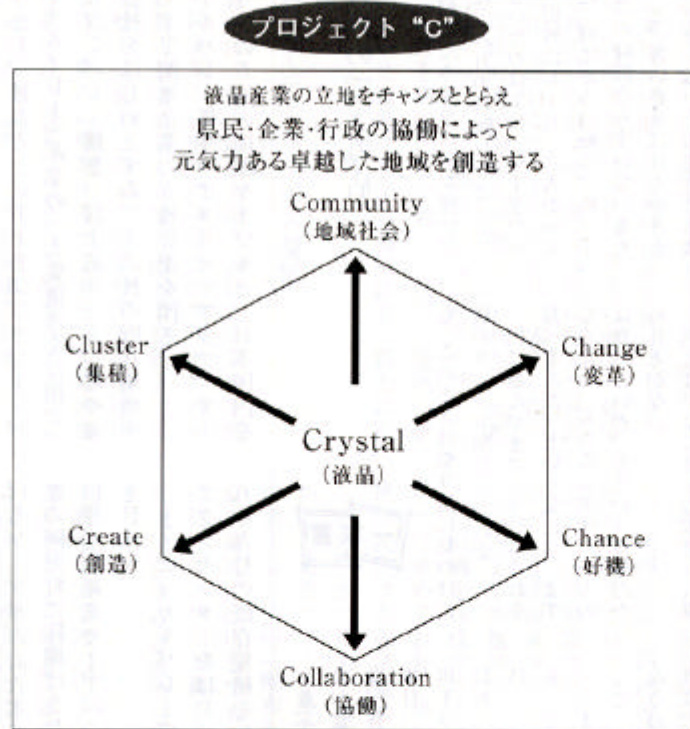 プロジェクト “C”
液晶産業の立地をチャンスととらえ
県民・企業・行政の協働によって
元気力ある卓越した地域を創造する
Community
(地域社会)
Cluster
(集積)
Change
(変革)
Crystal
(液晶)
Create
(創造)
Chance
(好機)
Collaboration
(協働)